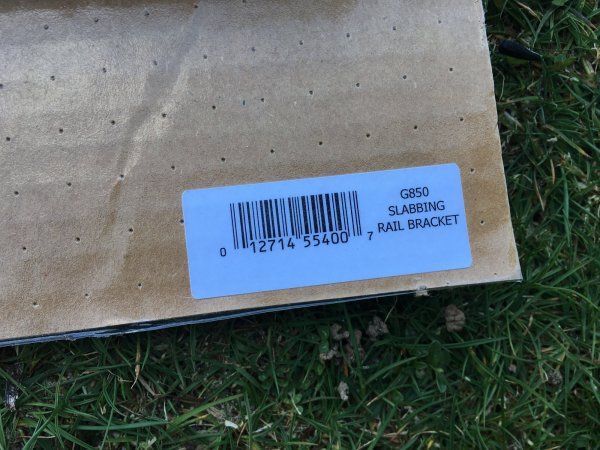 G850
SLABBING
RAIL BRACKET
0 12714 55400 7